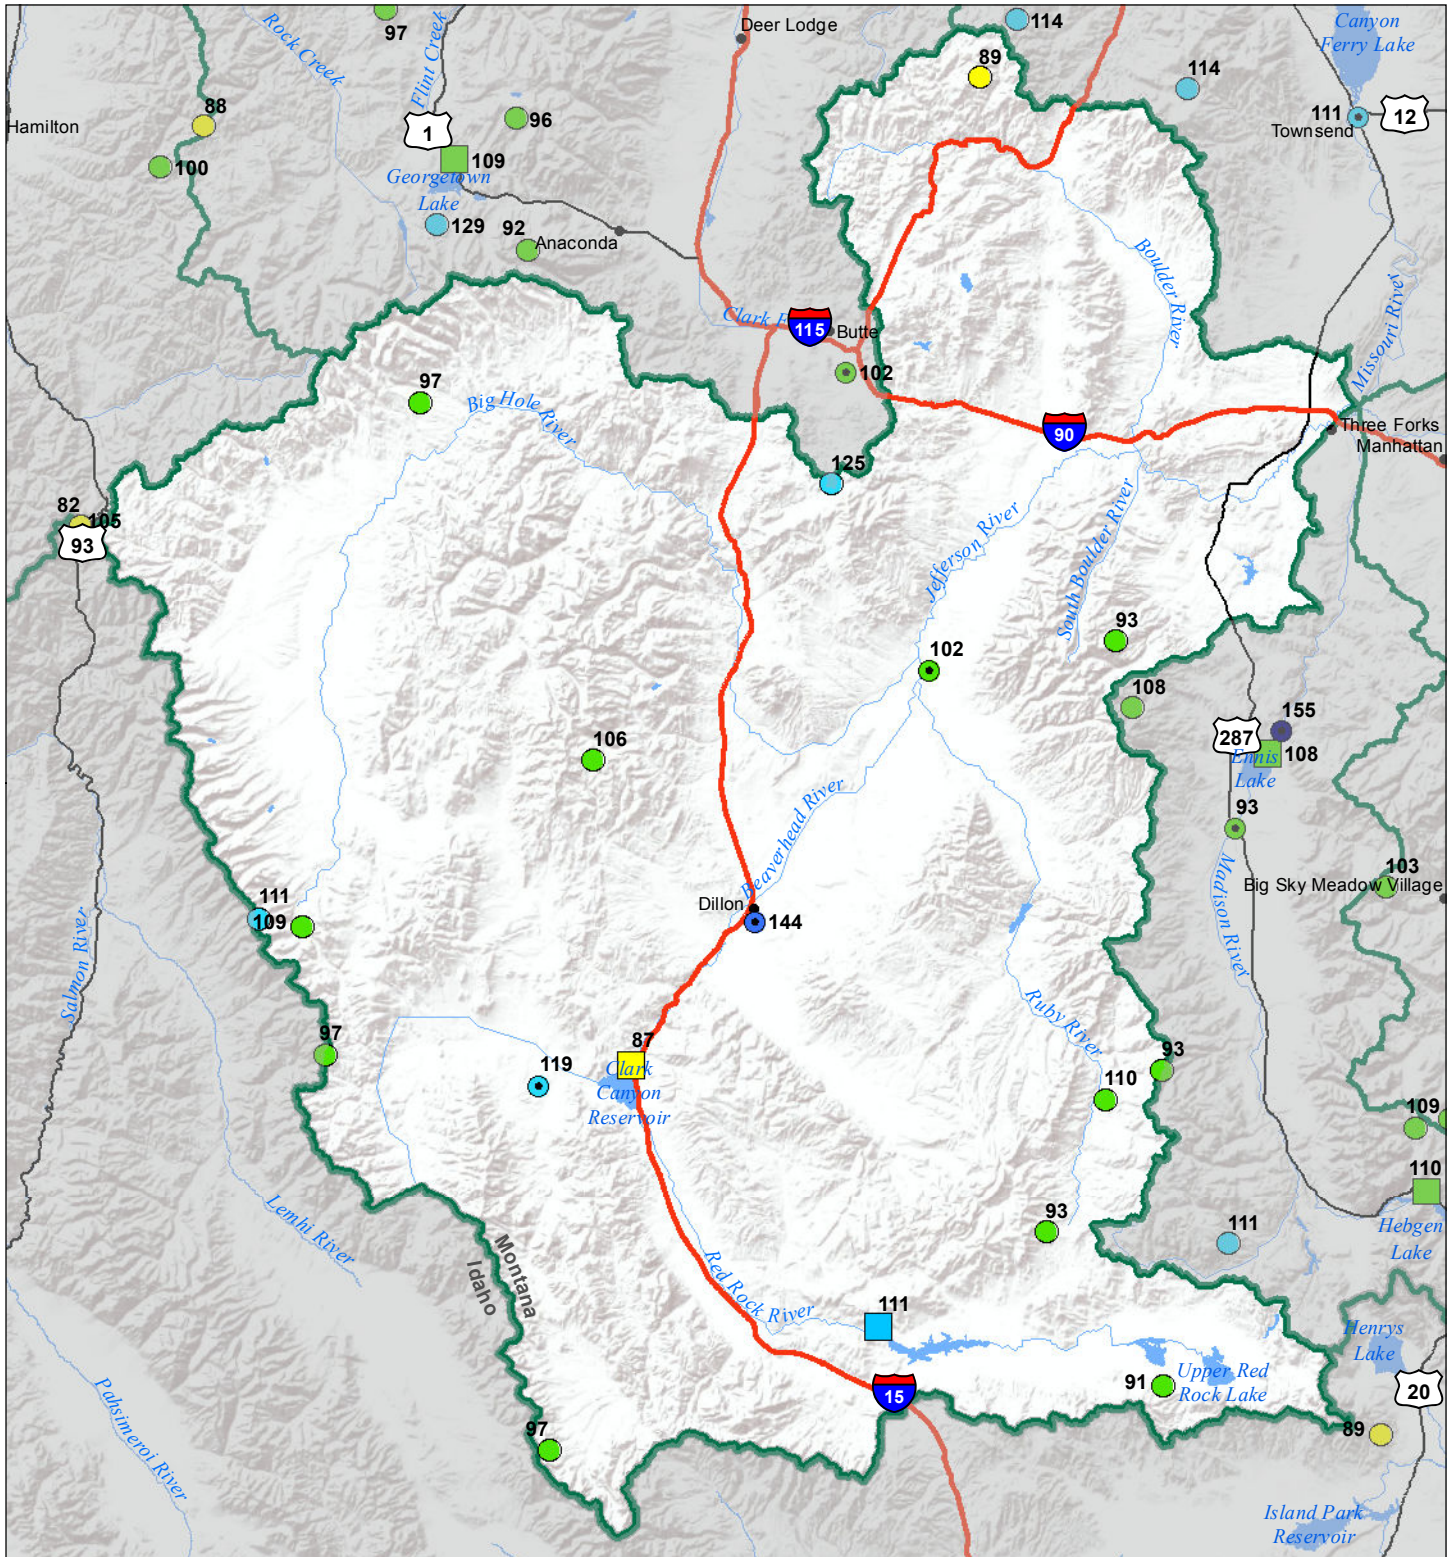 97
Rock Creek
Flint Creek
Deer Lodge
114
Canyon
Ferry Lake
89
114
88
Hamilton
1
96
111
12
Townsend
100
109
Georgetown
Lake
129
92
Anaconda
Boulder River
Missouri River
Clark F
115
Butte
102
97
Big Hole River
90
Three Forks
Manhattan
125
82
105
93
Jefferson River
South Boulder River
93
102
108
155
287
108
Ennis
Lake
106
Beaverhead River
93
Madison River
103
Big Sky Meadow Village
111
109
Dillon
144
Salmon River
Ruby River
97
87
119
Clark
Canyon
Reservoir
93
110
109
110
Lemhi River
Montana
Idaho
93
111
Hebgen
Lake
Red Rock River
111
Henrys
Lake
Upper Red
Rock Lake
91
15
20
Pahsimeroi River
97
89
Island Park
Reservoir